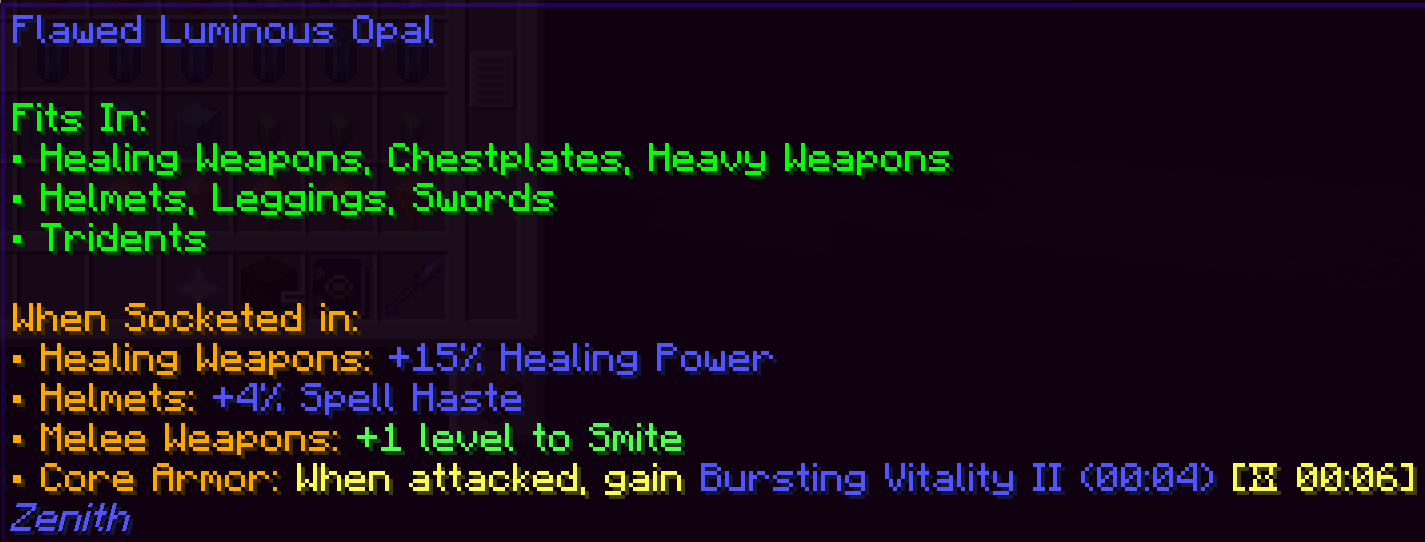 Flawed Luminous Opal
Fits In:
• Healing Weapons, Chestplates, Heavy Weapons
• Helmets, Leggings, Swords
• Tridents
When Socketed in:
• Healing Weapons: +15% Healing Power
• Helmets: +4% Spell Haste
• Melee Weapons: +1 level to Smite
• Core Armor: When attacked, gain Bursting Vitality II (00:04) [⌛ 00:06]
Zenith